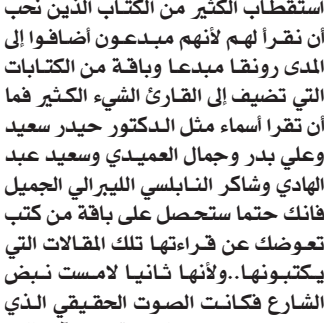 استقطاب الكثير من الكتاب الذين نحب
أن نقرأ لهم لأنهم مبدعون أضافوا إلى
المدى رونقا مبدعا وباقة من الكتابات
التي تضيف إلى القارئ الشيء الكثير فما
أن تقرا أسماء مثل الدكتور حيدر سعيد
وعلي بدر وجمال العميدي وسعيد عبد
الهادي وشاكر النابلسي الليبرالي الجميل
فانك حتما ستحصل على باقة من كتب
تعوضك عن قراءتها تلك المقالات التي
يكتبونها..ولأنها ثانيا لامست نبض
الشارع فكانت الصوت الحقيقي الذي